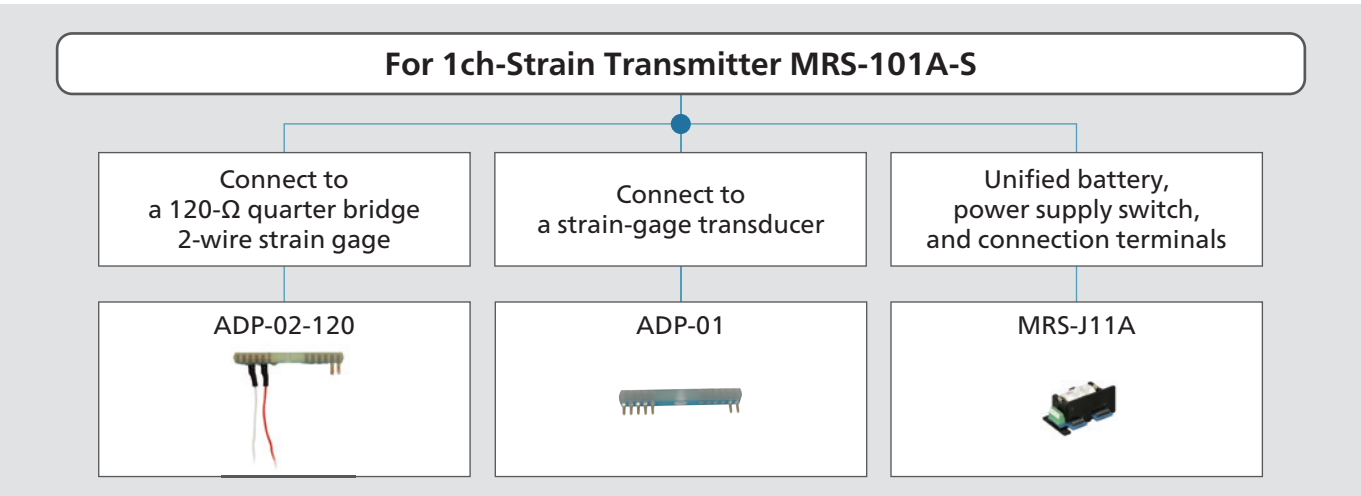 For 1ch-Strain Transmitter MRS-101A-S
Connect to
a 120-Ω quarter bridge
2-wire strain gage
Connect to
a strain-gage transducer
Unified battery,
power supply switch,
and connection terminals
ADP-02-120
ADP-01
MRS-J11A